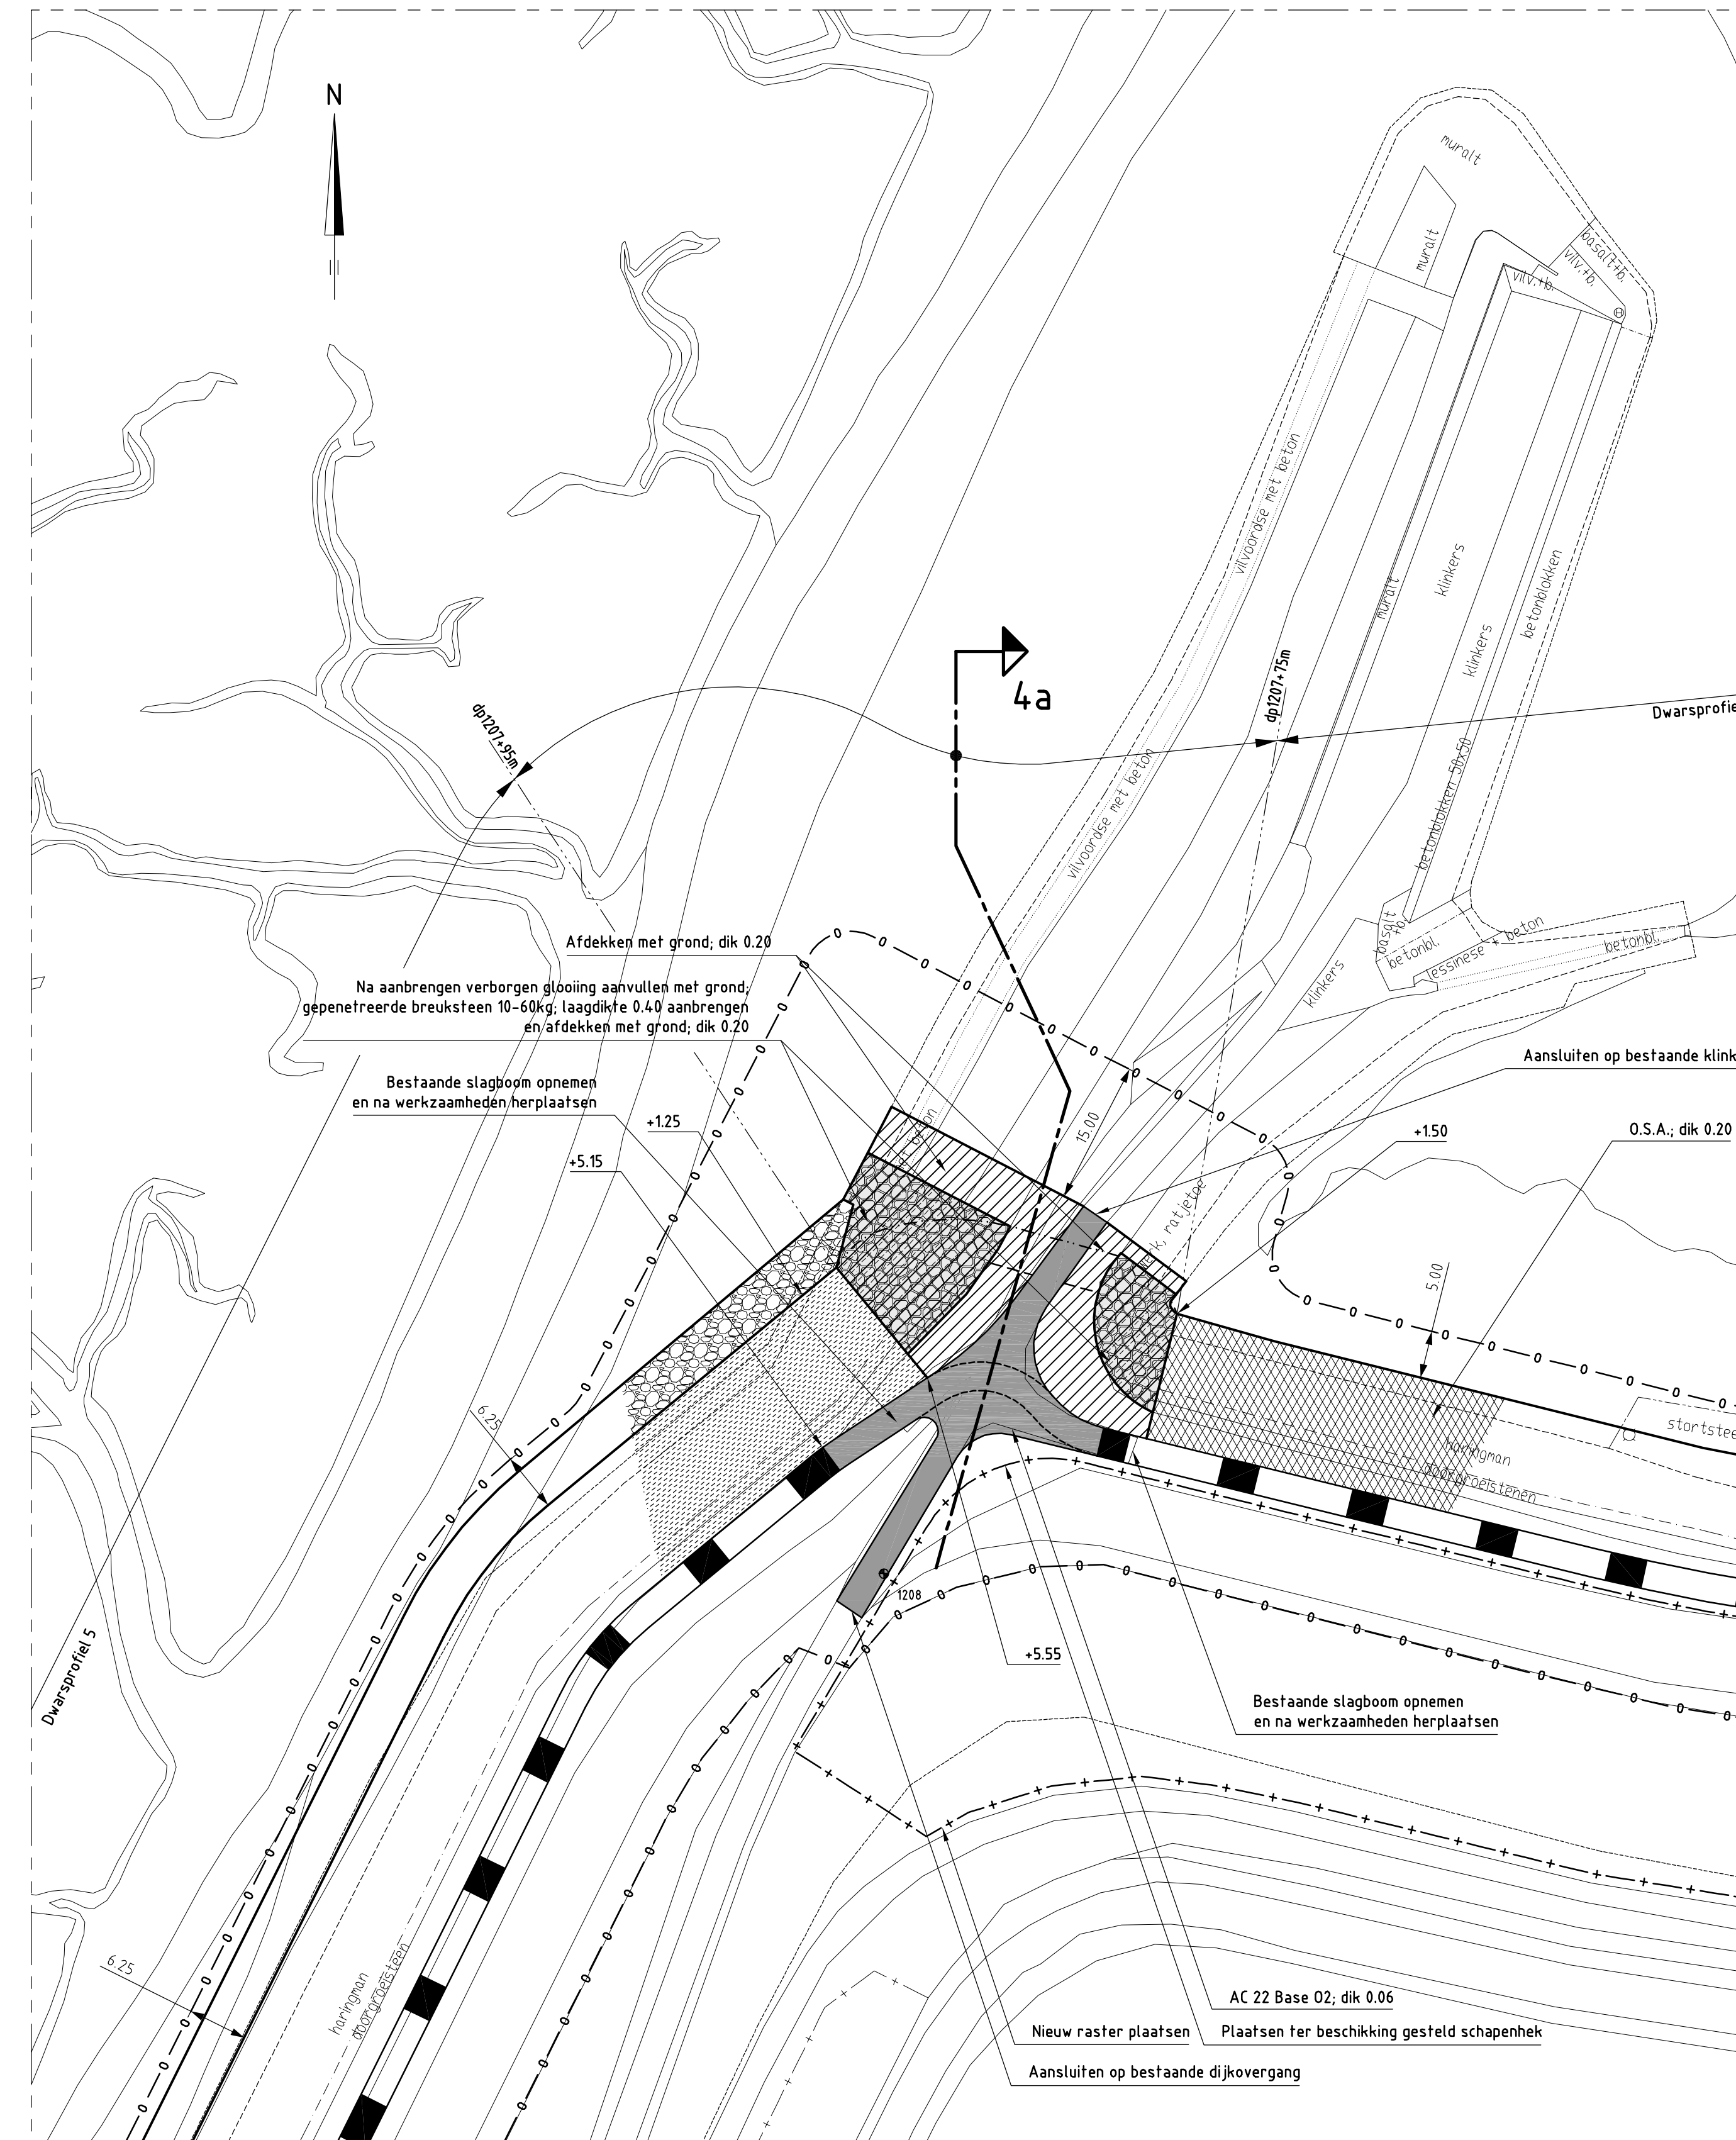 N
muralt
muralt
basalt+b.
vilv.+b.
vilv.+b.
vilvoordse met beton
klinkers
muralt
betonblokken
klinkers
4a
dp1207+75m
dp1207+95m
Dwarsprofie
betonblokken 50x50
vilvoordse met beton
basalt
+b.
betonbl.
lessinese + beton
betonbl.
klinkers
Afdekken met grond; dik 0.20
Na aanbrengen verborgen glooiing aanvullen met grond;
gepenetreerde breuksteen 10-60kg; laagdikte 0.40 aanbrengen
en afdekken met grond; dik 0.20
Aansluiten op bestaande klink
Bestaande slagboom opnemen
en na werkzaamheden herplaatsen
+1.25
15.00
+1.50
O.S.A.; dik 0.20
+5.15
ratjetoe
5.00
6.25
stortstee
haringman
doorgroeistenen
1208
+5.55
Dwarsprofiel 5
Bestaande slagboom opnemen
en na werkzaamheden herplaatsen
6.25
haringman
doorgroeisteen
AC 22 Base O2; dik 0.06
Nieuw raster plaatsen
Plaatsen ter beschikking gesteld schapenhek
Aansluiten op bestaande dijkovergang